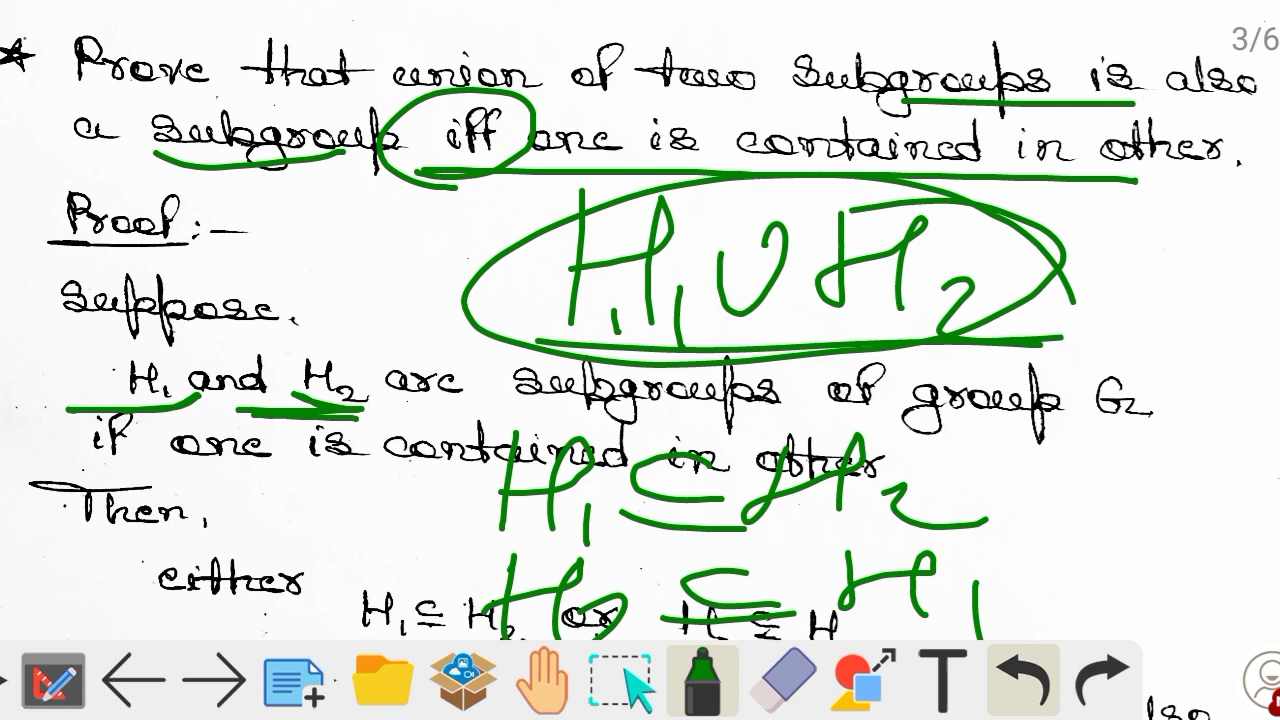 3/6
* Prove that union of two subgroups is also
a subgroup iff one is contained in other.
Proof :-
H₁ ∪ H₂
Suppose.
H₁ and H₂ are subgroups of group G
if one is contained in other
H₁ ⊆ H₂
Then,
either
H₂ ⊆ H₁
H₁ ⊆ H₂ or H ⊆ H
T